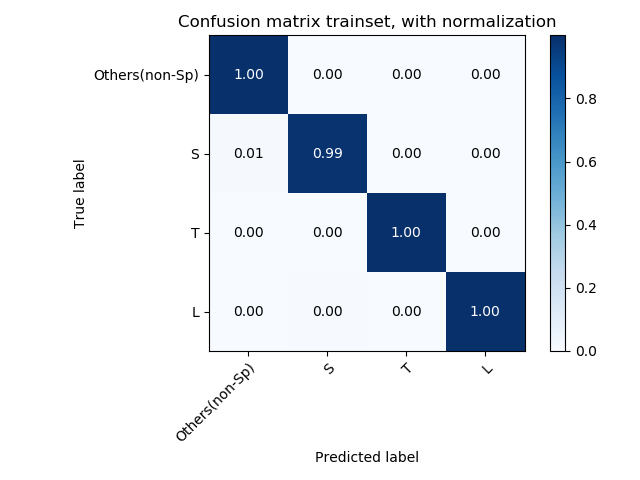 Confusion matrix trainset, with normalization
Others(non-Sp) 1.00 0.00 0.00 0.00
S 0.01 0.99 0.00 0.00
T 0.00 0.00 1.00 0.00
L 0.00 0.00 0.00 1.00
True label
Others(non-Sp) S T L
Predicted label
0.8
0.6
0.4
0.2
0.0